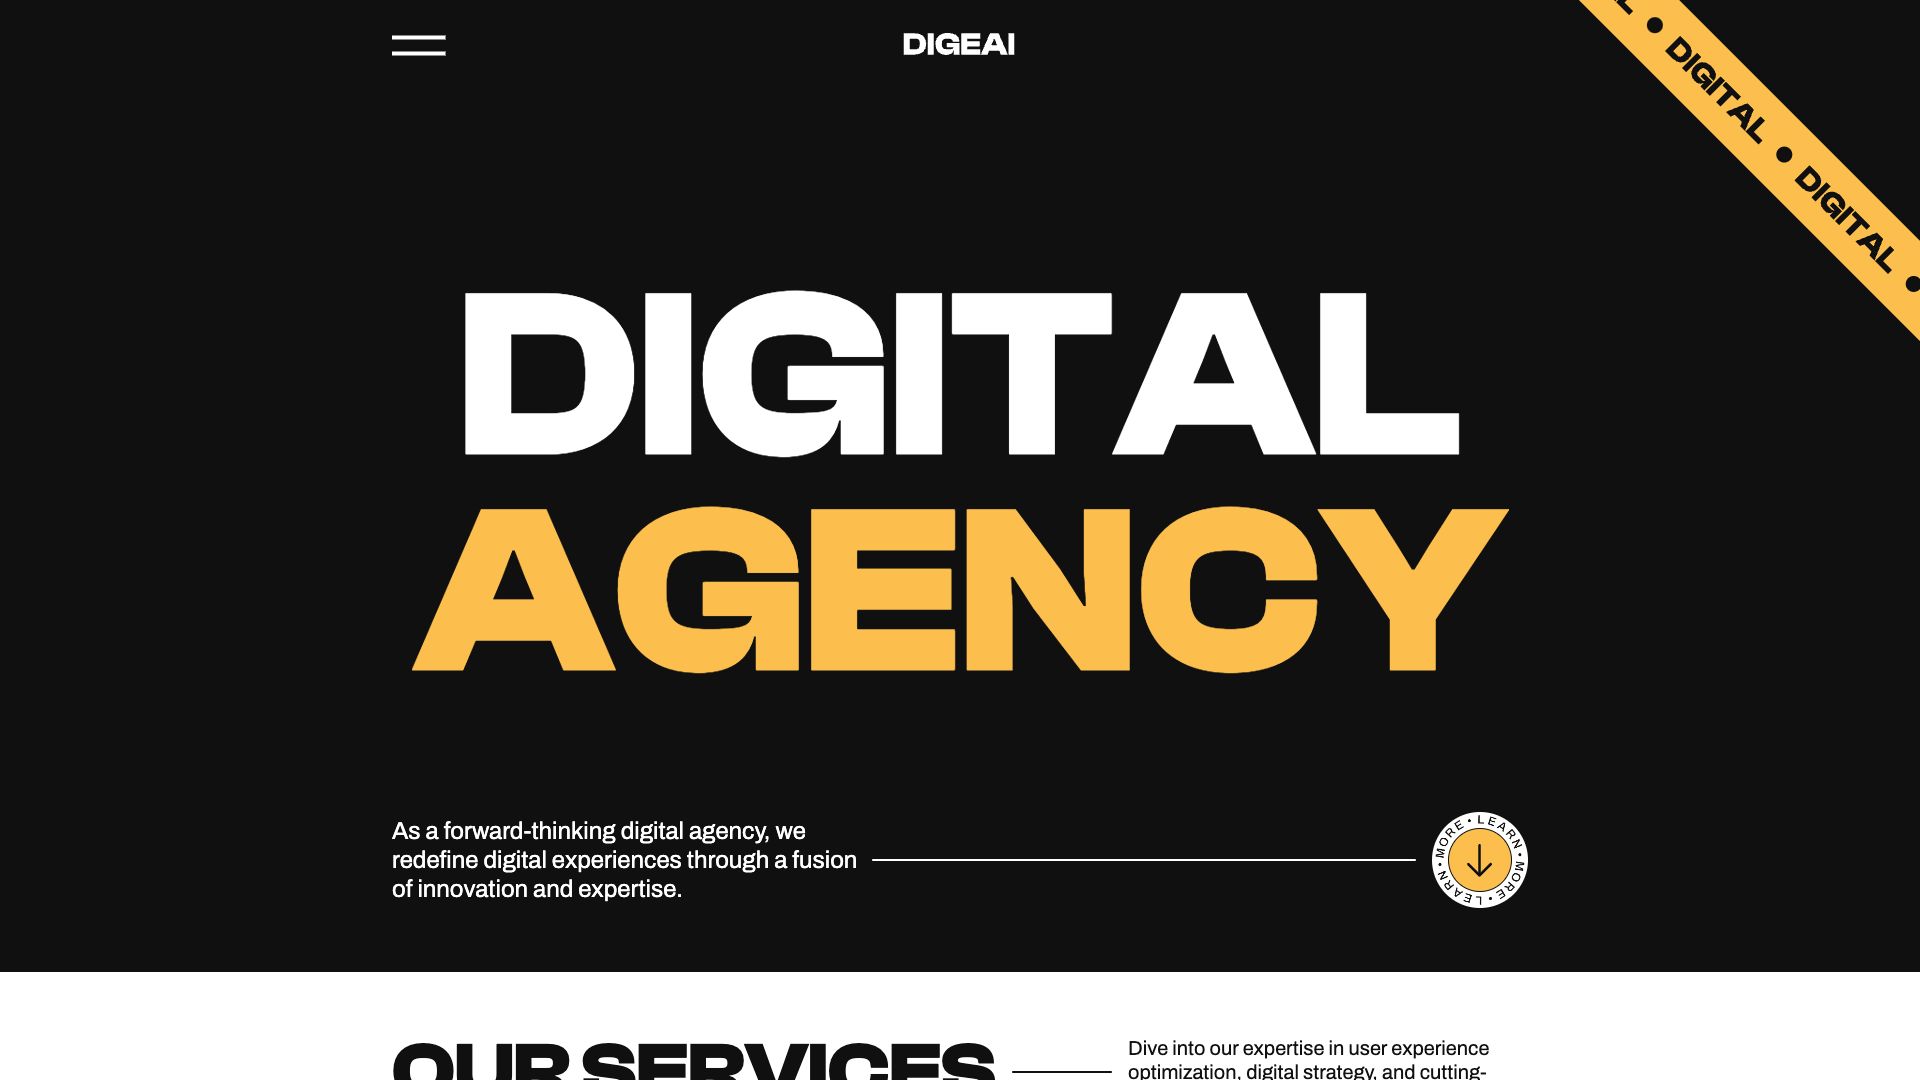 DIGEAI
DIGITAL • DIGITAL •
DIGITAL
AGENCY
As a forward-thinking digital agency, we
redefine digital experiences through a fusion
of innovation and expertise.
LEARN • MORE • LEARN • MORE •
OUR SERVICES
Dive into our expertise in user experience
optimization, digital strategy, and cutting-